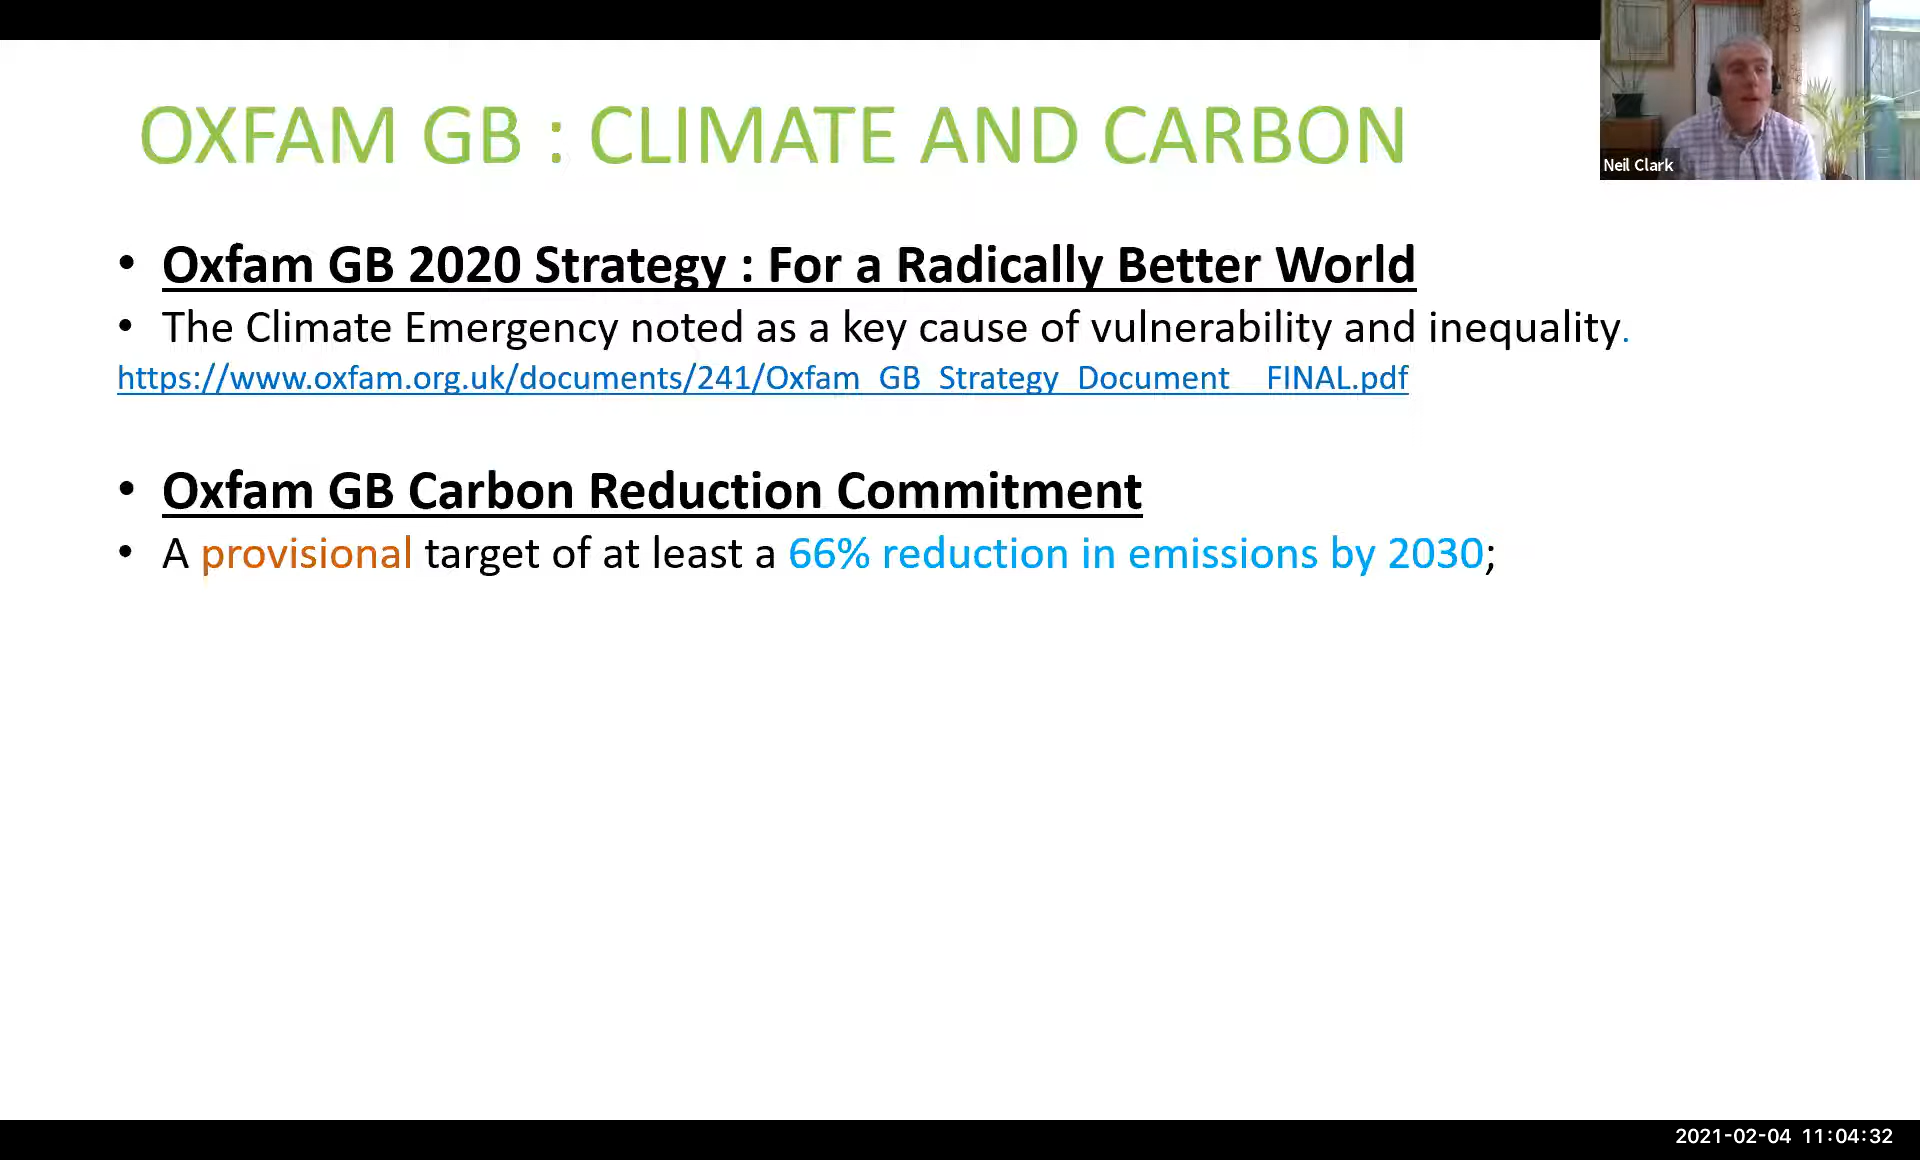 OXFAM GB : CLIMATE AND CARBON
Neil Clark
• Oxfam GB 2020 Strategy : For a Radically Better World
• The Climate Emergency noted as a key cause of vulnerability and inequality.
https://www.oxfam.org.uk/documents/241/Oxfam_GB_Strategy_Document__FINAL.pdf
• Oxfam GB Carbon Reduction Commitment
• A provisional target of at least a 66% reduction in emissions by 2030;
2021-02-04 11:04:32